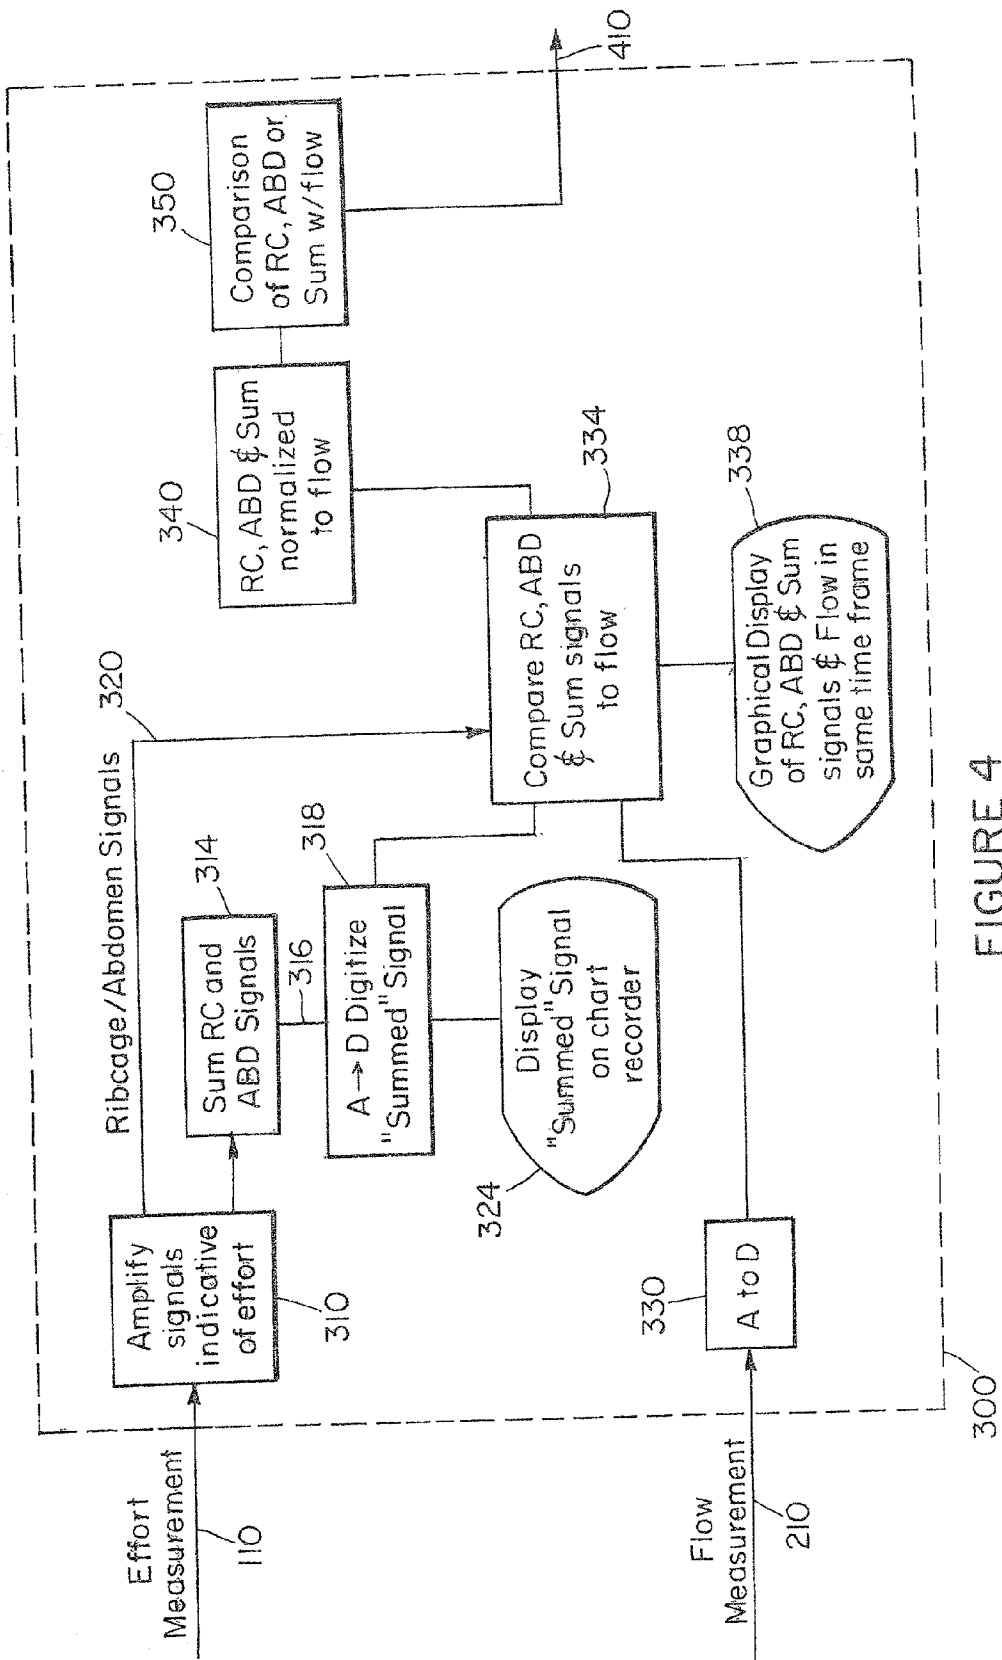 Effort
Measurement
110
Amplify
signals
indicative
of effort
310
Ribcage/Abdomen Signals
320
Sum RC and
ABD Signals
314
316
A→D Digitize
"Summed" Signal
318
Display
"Summed" Signal
on chart
recorder
324
Flow
Measurement
210
A to D
330
Compare RC, ABD
& Sum signals
to flow
334
Graphical Display
of RC, ABD & Sum
signals & Flow in
same time frame
338
RC, ABD & Sum
normalized
to flow
340
Comparison
of RC, ABD or
Sum w/flow
350
410
300
FIGURE 4